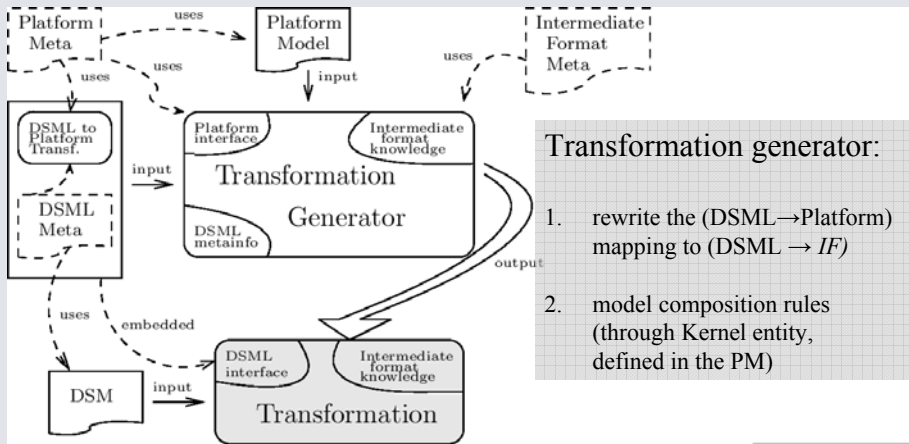 Platform
Meta
uses
Platform
Model
Intermediate
Format
Meta
uses
uses
uses
input
DSML to
Platform
Transf.
DSML
Meta
input
Platform
interface
Intermediate
format
knowledge
Transformation
Generator
DSML
metainfo
output
Transformation generator:
1. rewrite the (DSML→Platform)
mapping to (DSML → IF)
2. model composition rules
(through Kernel entity,
defined in the PM)
uses
embedded
DSM
input
DSML
interface
Intermediate
format
knowledge
Transformation